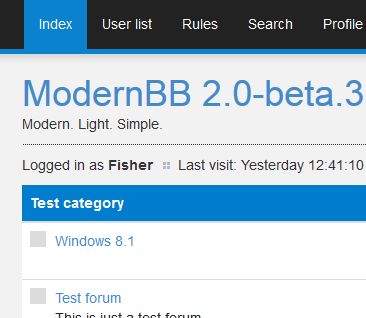 Index User list Rules Search Profile
ModernBB 2.0-beta.3
Modern. Light. Simple.
Logged in as Fisher Last visit: Yesterday 12:41:10
Test category
Windows 8.1
Test forum
This is just a test forum